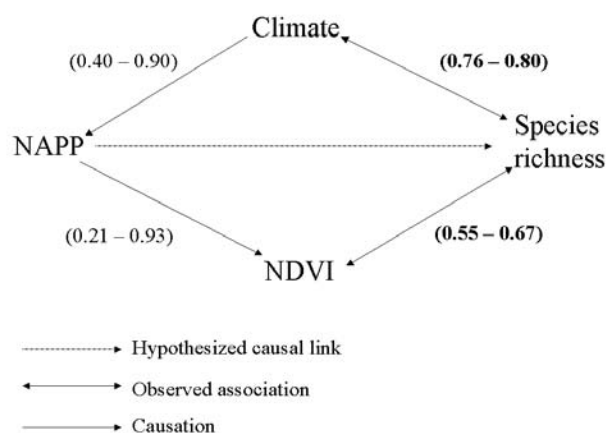 Climate
(0.40 – 0.90)
(0.76 – 0.80)
NAPP
Species
richness
(0.21 – 0.93)
(0.55 – 0.67)
NDVI
Hypothesized causal link
Observed association
Causation